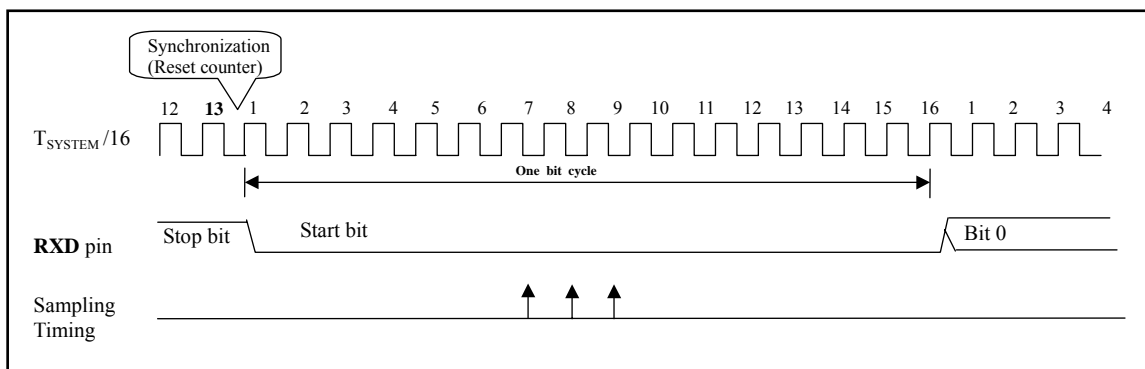 Synchronization
(Reset counter)
12 13 1 2 3 4 5 6 7 8 9 10 11 12 13 14 15 16 1 2 3 4
TSYSTEM /16
One bit cycle
RXD pin
Stop bit
Start bit
Bit 0
Sampling
Timing